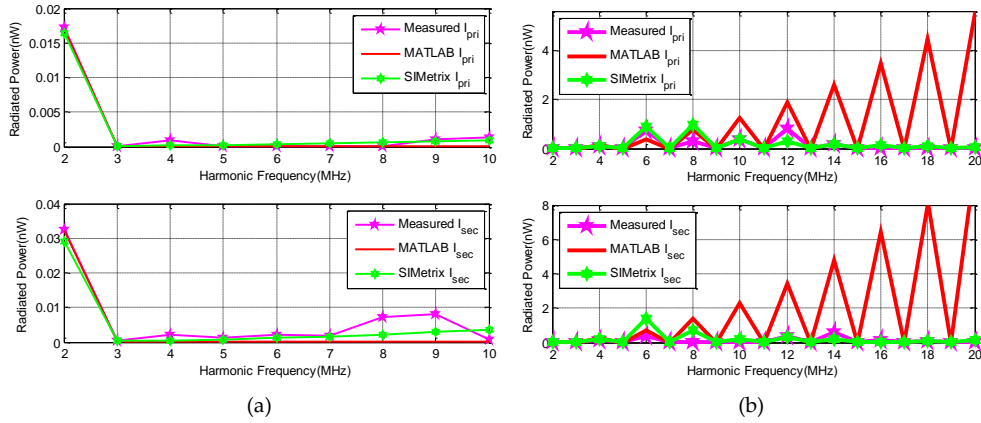 0.02
0.015
0.01
0.005
0
Radiated Power(nW)
Measured I_pri
MATLAB I_pri
SIMetrix I_pri
2 3 4 5 6 7 8 9 10
Harmonic Frequency(MHz)
4
2
0
Radiated Power(nW)
Measured I_pri
MATLAB I_pri
SIMetrix I_pri
2 4 6 8 10 12 14 16 18 20
Harmonic Frequency(MHz)
0.04
0.03
0.02
0.01
0
Radiated Power(nW)
Measured I_sec
MATLAB I_sec
SIMetrix I_sec
2 3 4 5 6 7 8 9 10
Harmonic Frequency(MHz)
8
6
4
2
0
Radiated Power(nW)
Measured I_sec
MATLAB I_sec
SIMetrix I_sec
2 4 6 8 10 12 14 16 18 20
Harmonic Frequency(MHz)
(a)
(b)